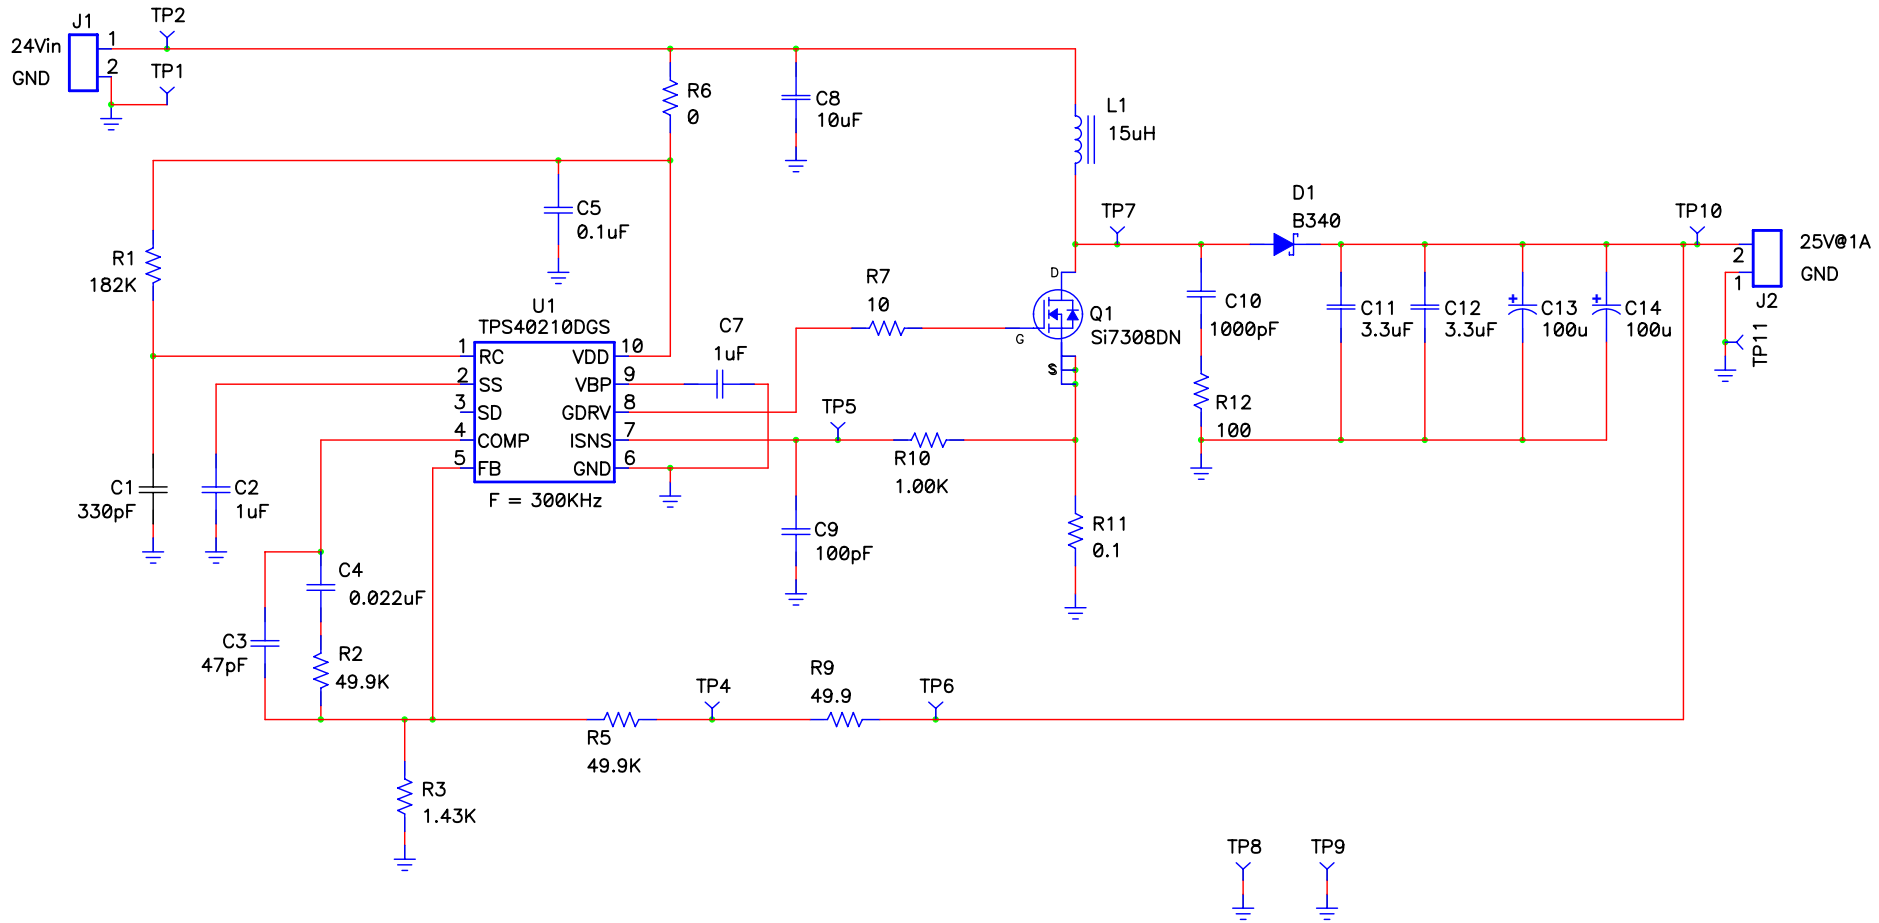 J1
TP2
24Vin
1
2
GND
TP1
R6
0
C8
10uF
L1
15uH
C5
0.1uF
D1
B340
TP7
TP10
25V@1A
2
GND
1
J2
TP11
R1
182K
R7
10
D
G
S
Q1
Si7308DN
C10
1000pF
C11
3.3uF
C12
3.3uF
+
C13
100u
+
C14
100u
U1
TPS40210DGS
C7
1uF
1
RC
VDD
10
2
SS
VBP
9
3
SD
GDRV
8
4
COMP
ISNS
7
5
FB
GND
6
F = 300KHz
TP5
R10
1.00K
R12
100
C1
330pF
C2
1uF
C9
100pF
R11
0.1
C4
0.022uF
C3
47pF
R2
49.9K
TP4
R9
49.9
TP6
R5
49.9K
R3
1.43K
TP8
TP9